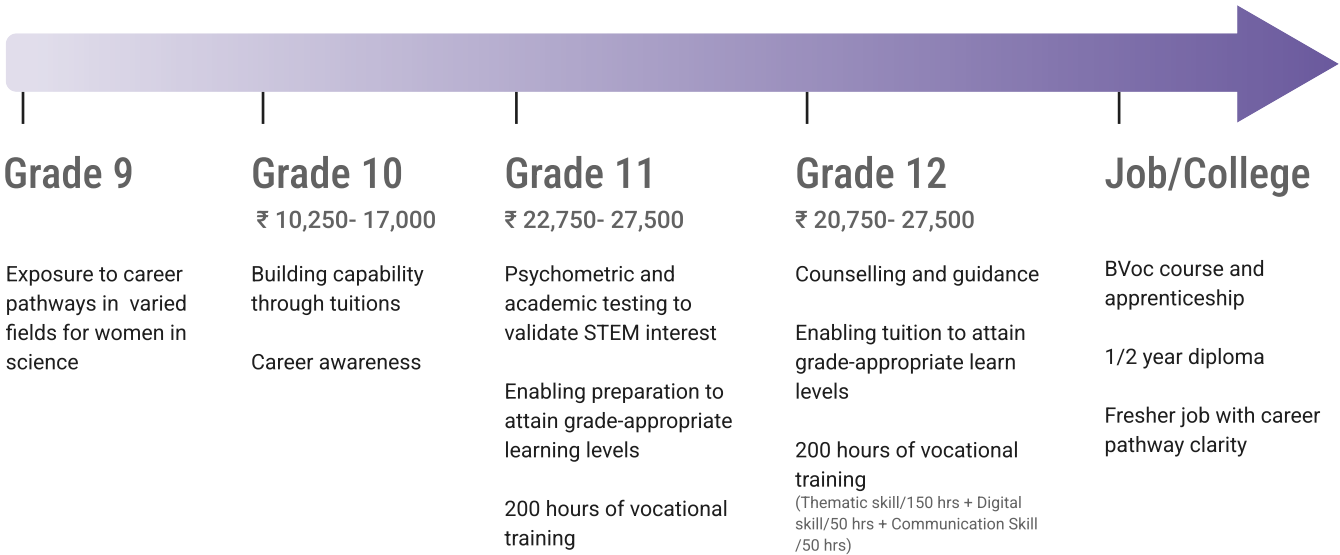 Grade 9
Exposure to career
pathways in  varied
fields for women in
science
Grade 10
₹ 10,250- 17,000
Building capability
through tuitions
Career awareness
Grade 11
₹ 22,750- 27,500
Psychometric and
academic testing to
validate STEM interest
Enabling preparation to
attain grade-appropriate
learning levels
200 hours of vocational
training
Grade 12
₹ 20,750- 27,500
Counselling and guidance
Enabling tuition to attain
grade-appropriate learn
levels
200 hours of vocational
training
(Thematic skill/150 hrs + Digital
skill/50 hrs + Communication Skill
/50 hrs)
Job/College
BVoc course and
apprenticeship
1/2 year diploma
Fresher job with career
pathway clarity